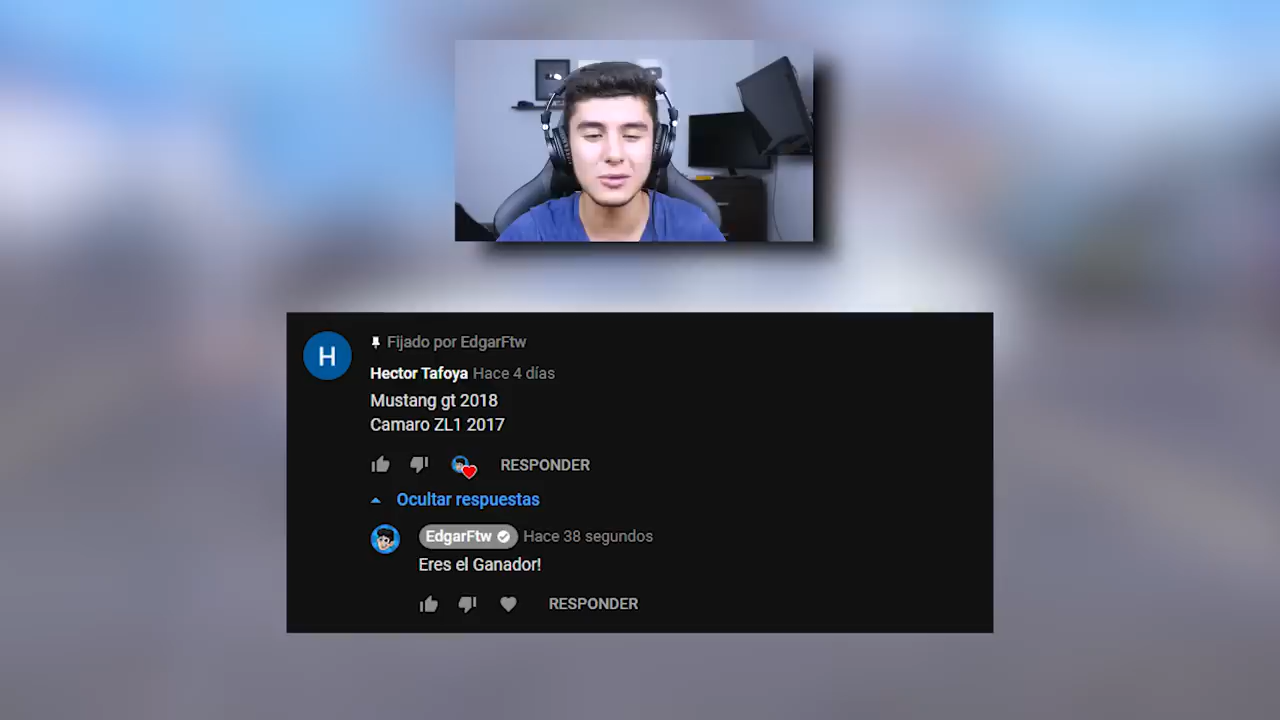 H
Fijado por EdgarFtw
Hector Tafoya Hace 4 días
Mustang gt 2018
Camaro ZL1 2017
RESPONDER
Ocultar respuestas
EdgarFtw Hace 38 segundos
Eres el Ganador!
RESPONDER